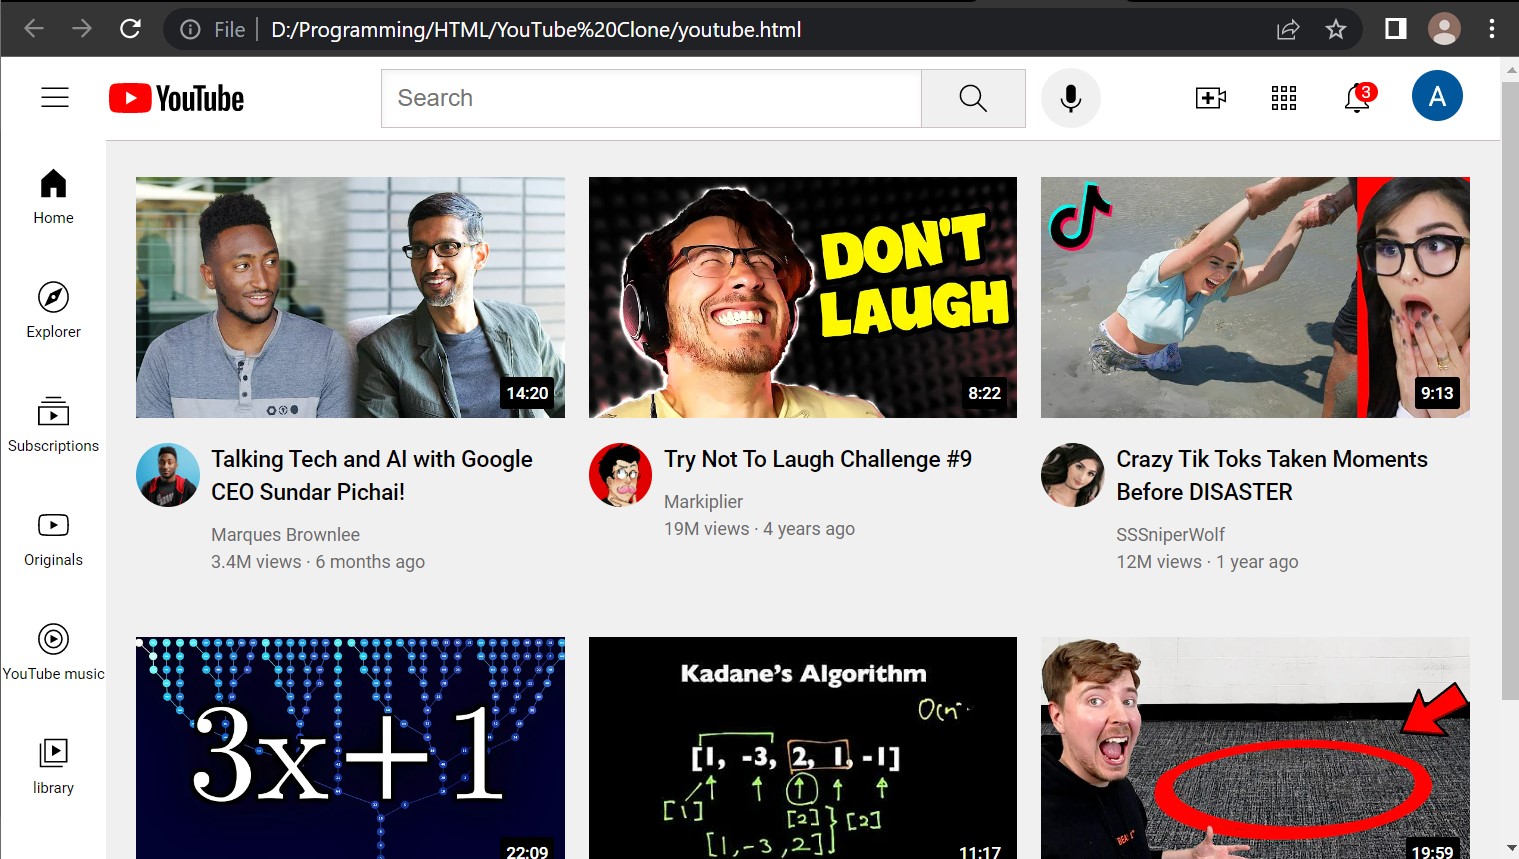 File
D:/Programming/HTML/YouTube%20Clone/youtube.html
YouTube
Search
3
A
Home
Explorer
Subscriptions
Originals
YouTube music
library
DON'T
LAUGH
14:20
8:22
9:13
Talking Tech and AI with Google
CEO Sundar Pichai!
Marques Brownlee
3.4M views · 6 months ago
Try Not To Laugh Challenge #9
Markiplier
19M views · 4 years ago
Crazy Tik Toks Taken Moments
Before DISASTER
SSSniperWolf
12M views · 1 year ago
3x+1
22:09
Kadane's Algorithm
[1, -3, 2, 1, -1]
[1]
[2]
[2]
[1,-3,2]
11:17
19:59